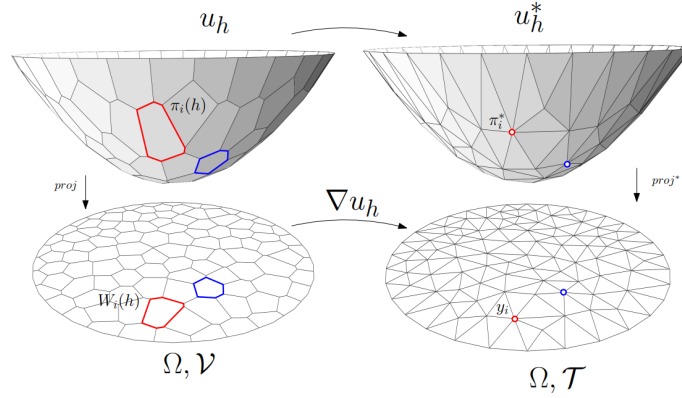 u_h
u_h^*
π_i(h)
π_i^*
proj
∇u_h
proj*
W_i(h)
y_i
Ω, 𝒱
Ω, 𝒯